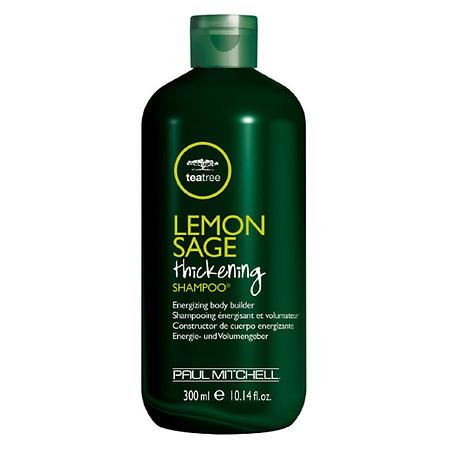 teatree
LEMON
SAGE
thickening
SHAMPOO®
Energizing body builder
Shampooing énergisant et volumateur
Constructor de cuerpo energizante
Energie- und Volumengeber
PAUL MITCHELL
300 ml e 10.14 fl.oz.